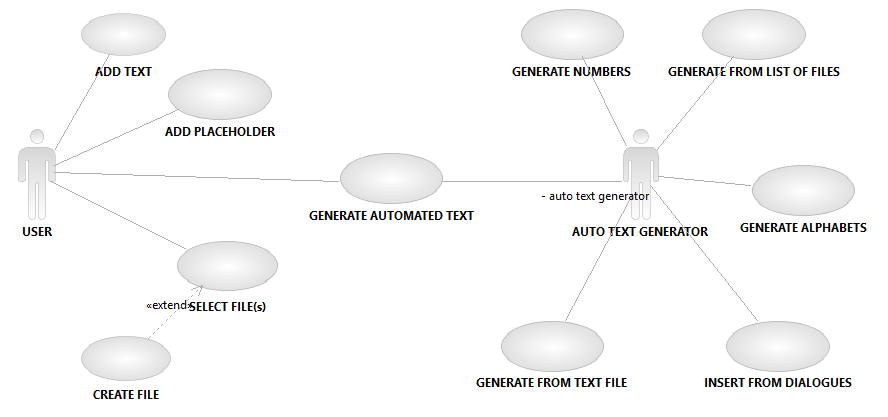 ADD TEXT
GENERATE NUMBERS
GENERATE FROM LIST OF FILES
ADD PLACEHOLDER
- auto text generator
GENERATE AUTOMATED TEXT
USER
AUTO TEXT GENERATOR
GENERATE ALPHABETS
«extend»
SELECT FILE(s)
CREATE FILE
GENERATE FROM TEXT FILE
INSERT FROM DIALOGUES